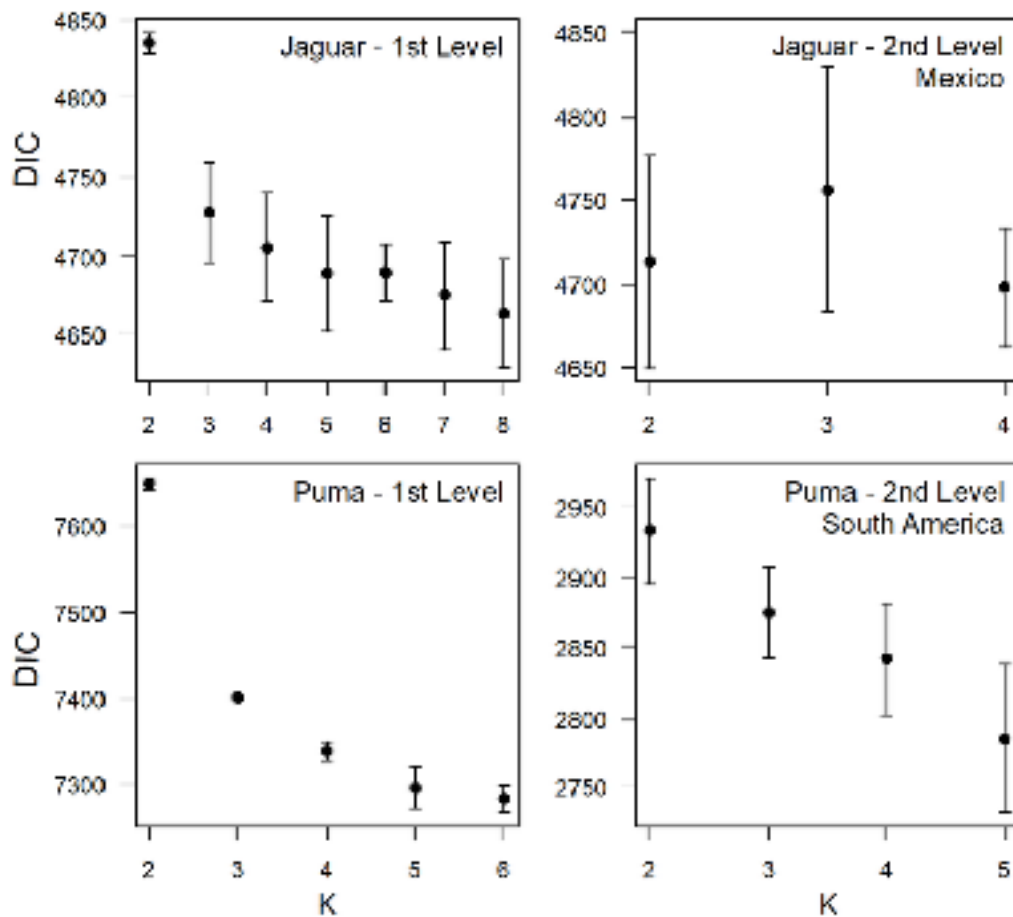 Jaguar - 1st Level
DIC
4850
4800
4750
4700
4650
2 3 4 5 6 7 8
Jaguar - 2nd Level
Mexico
4850
4800
4750
4700
4650
2 3 4
Puma - 1st Level
DIC
7600
7500
7400
7300
2 3 4 5 6
K
Puma - 2nd Level
South America
2950
2900
2850
2800
2750
2 3 4 5
K